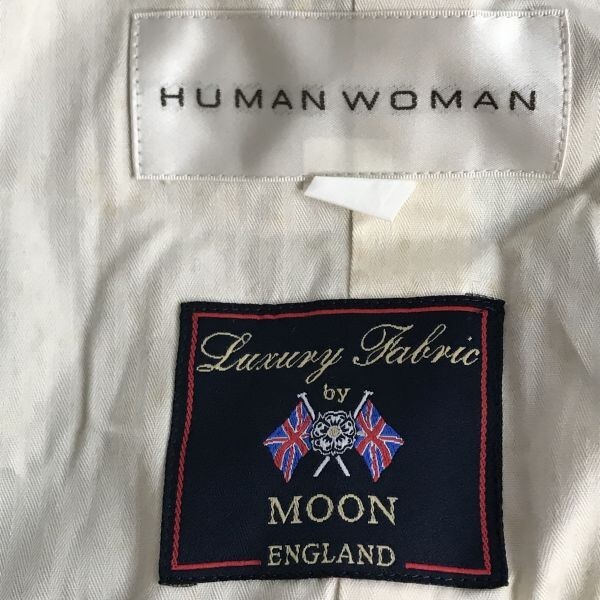 HUMAN WOMAN
Luxury Fabric
by
MOON
ENGLAND